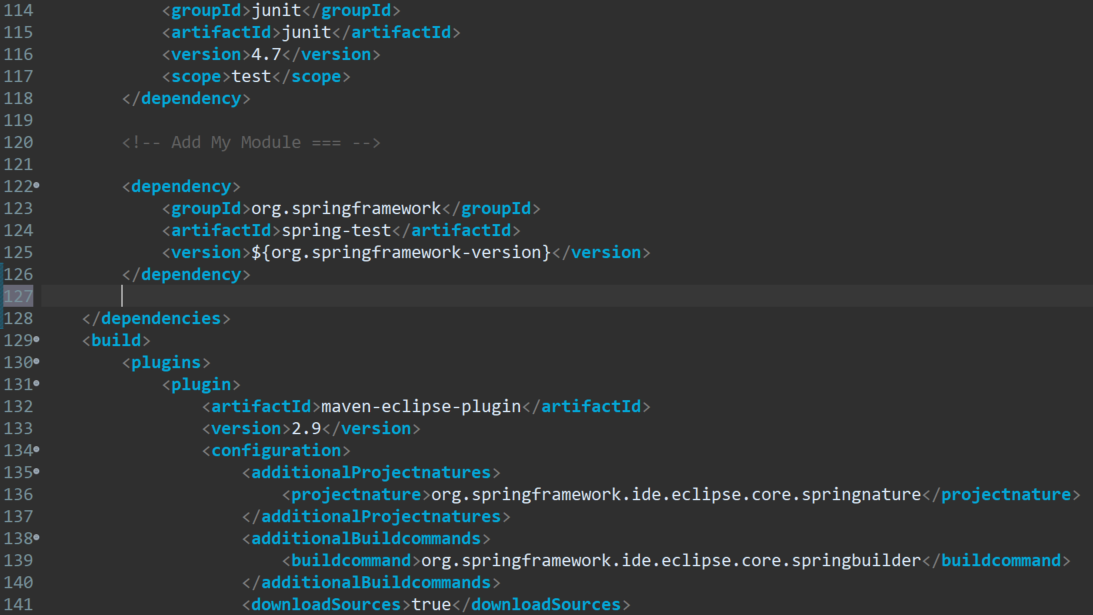 114 <groupId>junit</groupId>
115 <artifactId>junit</artifactId>
116 <version>4.7</version>
117 <scope>test</scope>
118 </dependency>
119
120 <!-- Add My Module === -->
121
122 <dependency>
123 <groupId>org.springframework</groupId>
124 <artifactId>spring-test</artifactId>
125 <version>${org.springframework-version}</version>
126 </dependency>
127
128 </dependencies>
129 <build>
130 <plugins>
131 <plugin>
132 <artifactId>maven-eclipse-plugin</artifactId>
133 <version>2.9</version>
134 <configuration>
135 <additionalProjectnatures>
136 <projectnature>org.springframework.ide.eclipse.core.springnature</projectnature>
137 </additionalProjectnatures>
138 <additionalBuildcommands>
139 <buildcommand>org.springframework.ide.eclipse.core.springbuilder</buildcommand>
140 </additionalBuildcommands>
141 <downloadSources>true</downloadSources>